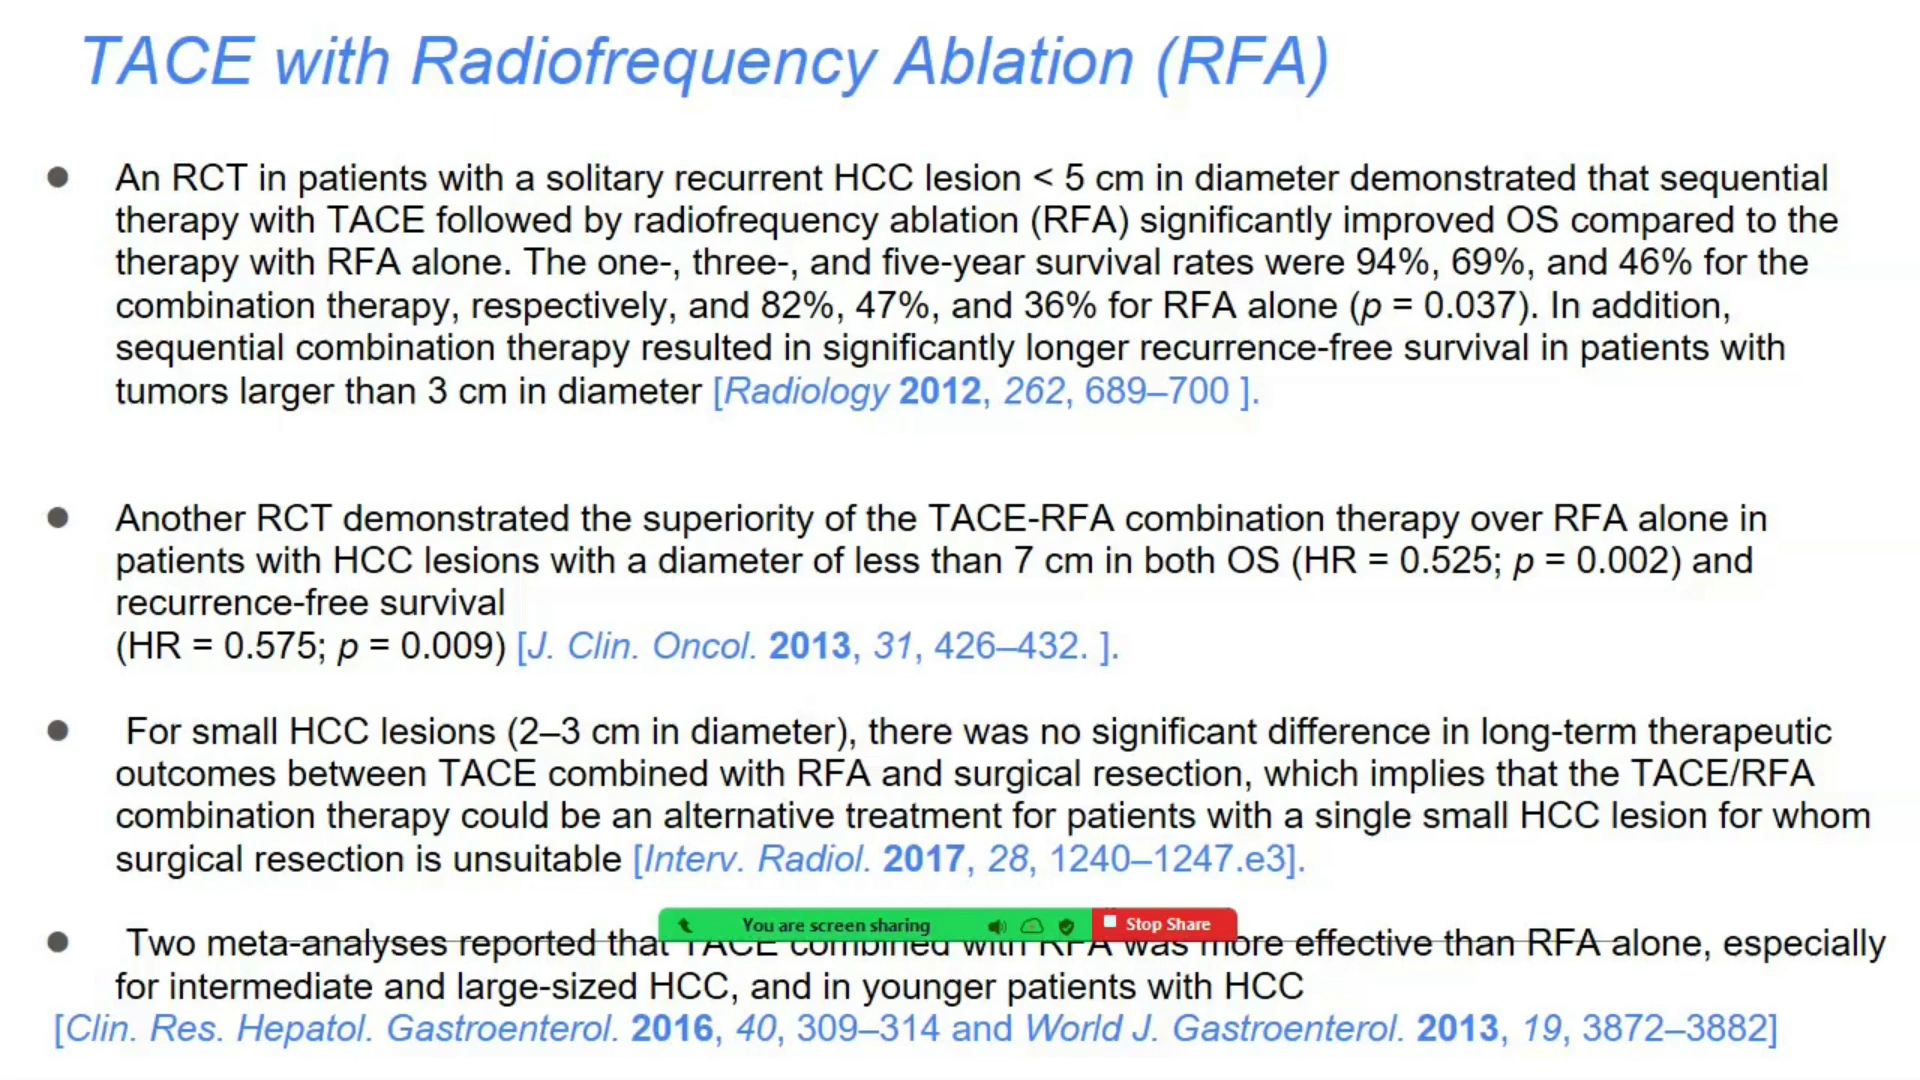 TACE with Radiofrequency Ablation (RFA)
● An RCT in patients with a solitary recurrent HCC lesion < 5 cm in diameter demonstrated that sequential
therapy with TACE followed by radiofrequency ablation (RFA) significantly improved OS compared to the
therapy with RFA alone. The one-, three-, and five-year survival rates were 94%, 69%, and 46% for the
combination therapy, respectively, and 82%, 47%, and 36% for RFA alone (p = 0.037). In addition,
sequential combination therapy resulted in significantly longer recurrence-free survival in patients with
tumors larger than 3 cm in diameter [Radiology 2012, 262, 689–700 ].
● Another RCT demonstrated the superiority of the TACE-RFA combination therapy over RFA alone in
patients with HCC lesions with a diameter of less than 7 cm in both OS (HR = 0.525; p = 0.002) and
recurrence-free survival
(HR = 0.575; p = 0.009) [J. Clin. Oncol. 2013, 31, 426–432. ].
● For small HCC lesions (2–3 cm in diameter), there was no significant difference in long-term therapeutic
outcomes between TACE combined with RFA and surgical resection, which implies that the TACE/RFA
combination therapy could be an alternative treatment for patients with a single small HCC lesion for whom
surgical resection is unsuitable [Interv. Radiol. 2017, 28, 1240–1247.e3].
You are screen sharing Stop Share
● Two meta-analyses reported that TACE combined with RFA was more effective than RFA alone, especially
for intermediate and large-sized HCC, and in younger patients with HCC
[Clin. Res. Hepatol. Gastroenterol. 2016, 40, 309–314 and World J. Gastroenterol. 2013, 19, 3872–3882]